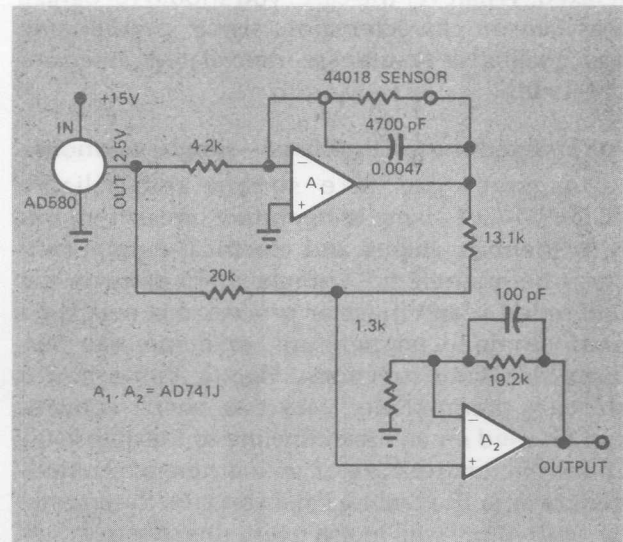 44018 SENSOR
+15V
IN
4700 pF
0.0047
OUT 2.5V
4.2k
−
A₁
+
AD580
13.1k
20k
1.3k
100 pF
19.2k
A₁, A₂ = AD741J
−
A₂
+
OUTPUT